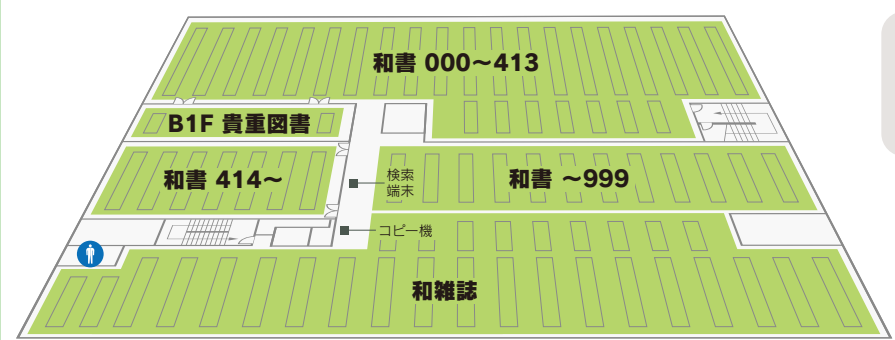 和書 000〜413
B1F 貴重図書
和書 414〜
検索
端末
和書 〜999
コピー機
和雑誌